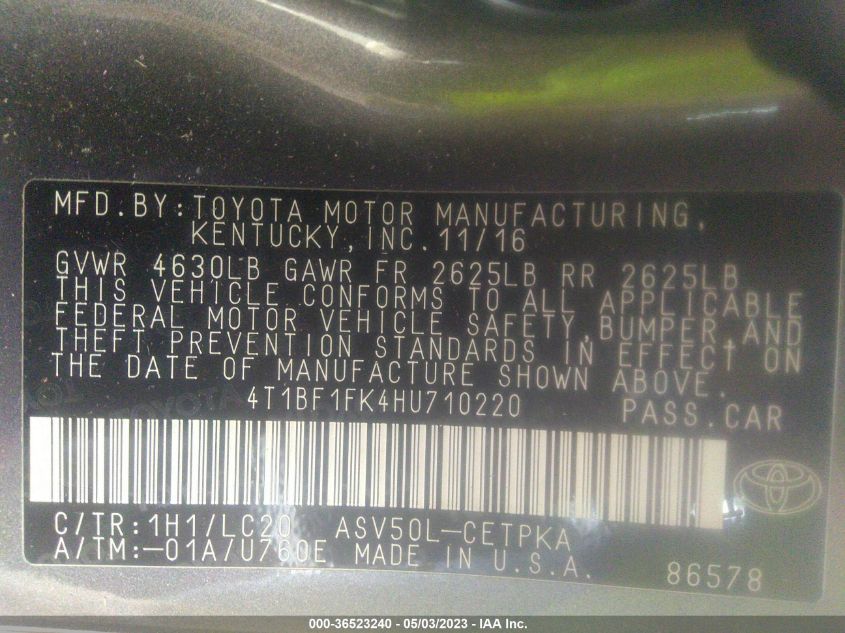 MFD.BY:TOYOTA MOTOR MANUFACTURING,
KENTUCKY,INC.11/16
GVWR 4630LB GAWR FR 2625LB RR 2625LB
THIS VEHICLE CONFORMS TO ALL APPLICABLE
FEDERAL MOTOR VEHICLE SAFETY,BUMPER,AND
THEFT PREVENTION STANDARDS IN EFFECT ON
THE DATE OF MANUFACTURE SHOWN ABOVE.
4T1BF1FK4HU710220 PASS.CAR
C/TR:1H1/LC20 ASV50L-CETPKA
A/TM:-01A/U760E MADE IN U.S.A. 86578
000-36523240 - 05/03/2023 - IAA Inc.